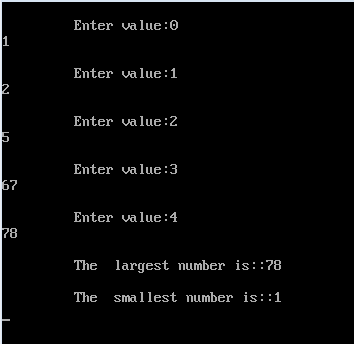 Enter value:0
1
Enter value:1
2
Enter value:2
5
Enter value:3
67
Enter value:4
78
The  largest number is::78
The  smallest number is::1